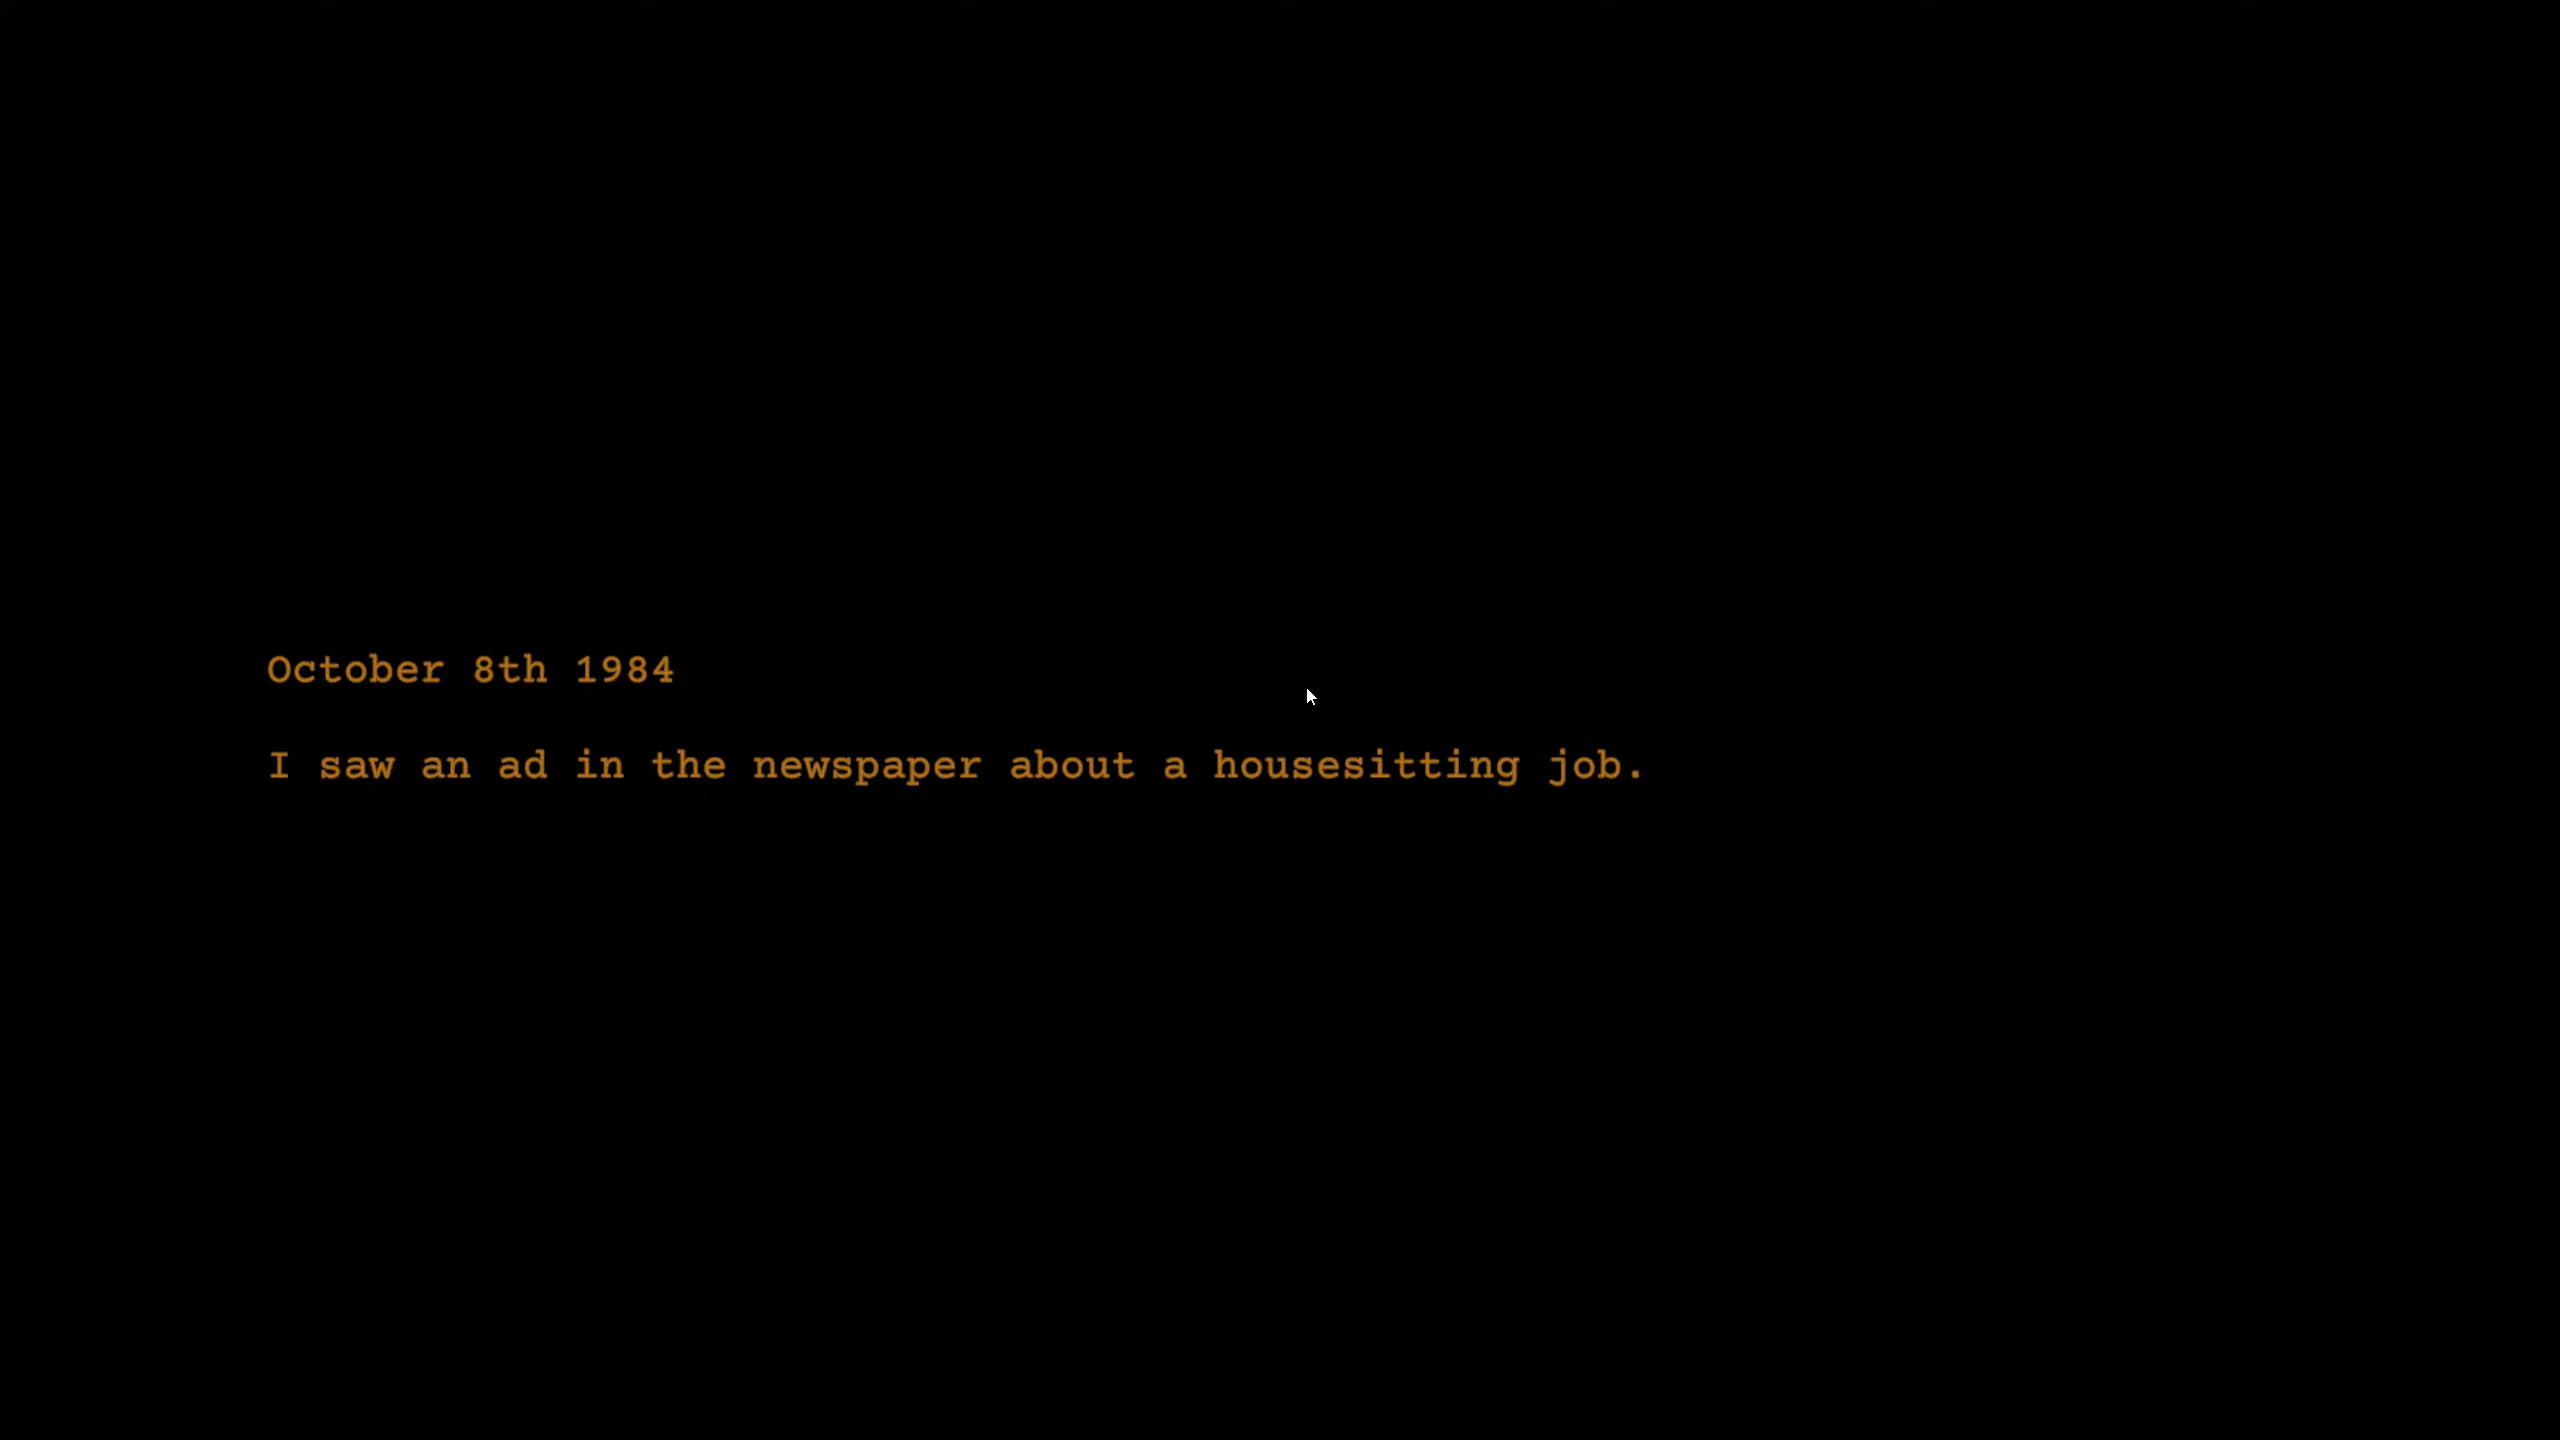 October 8th 1984
I saw an ad in the newspaper about a housesitting job.